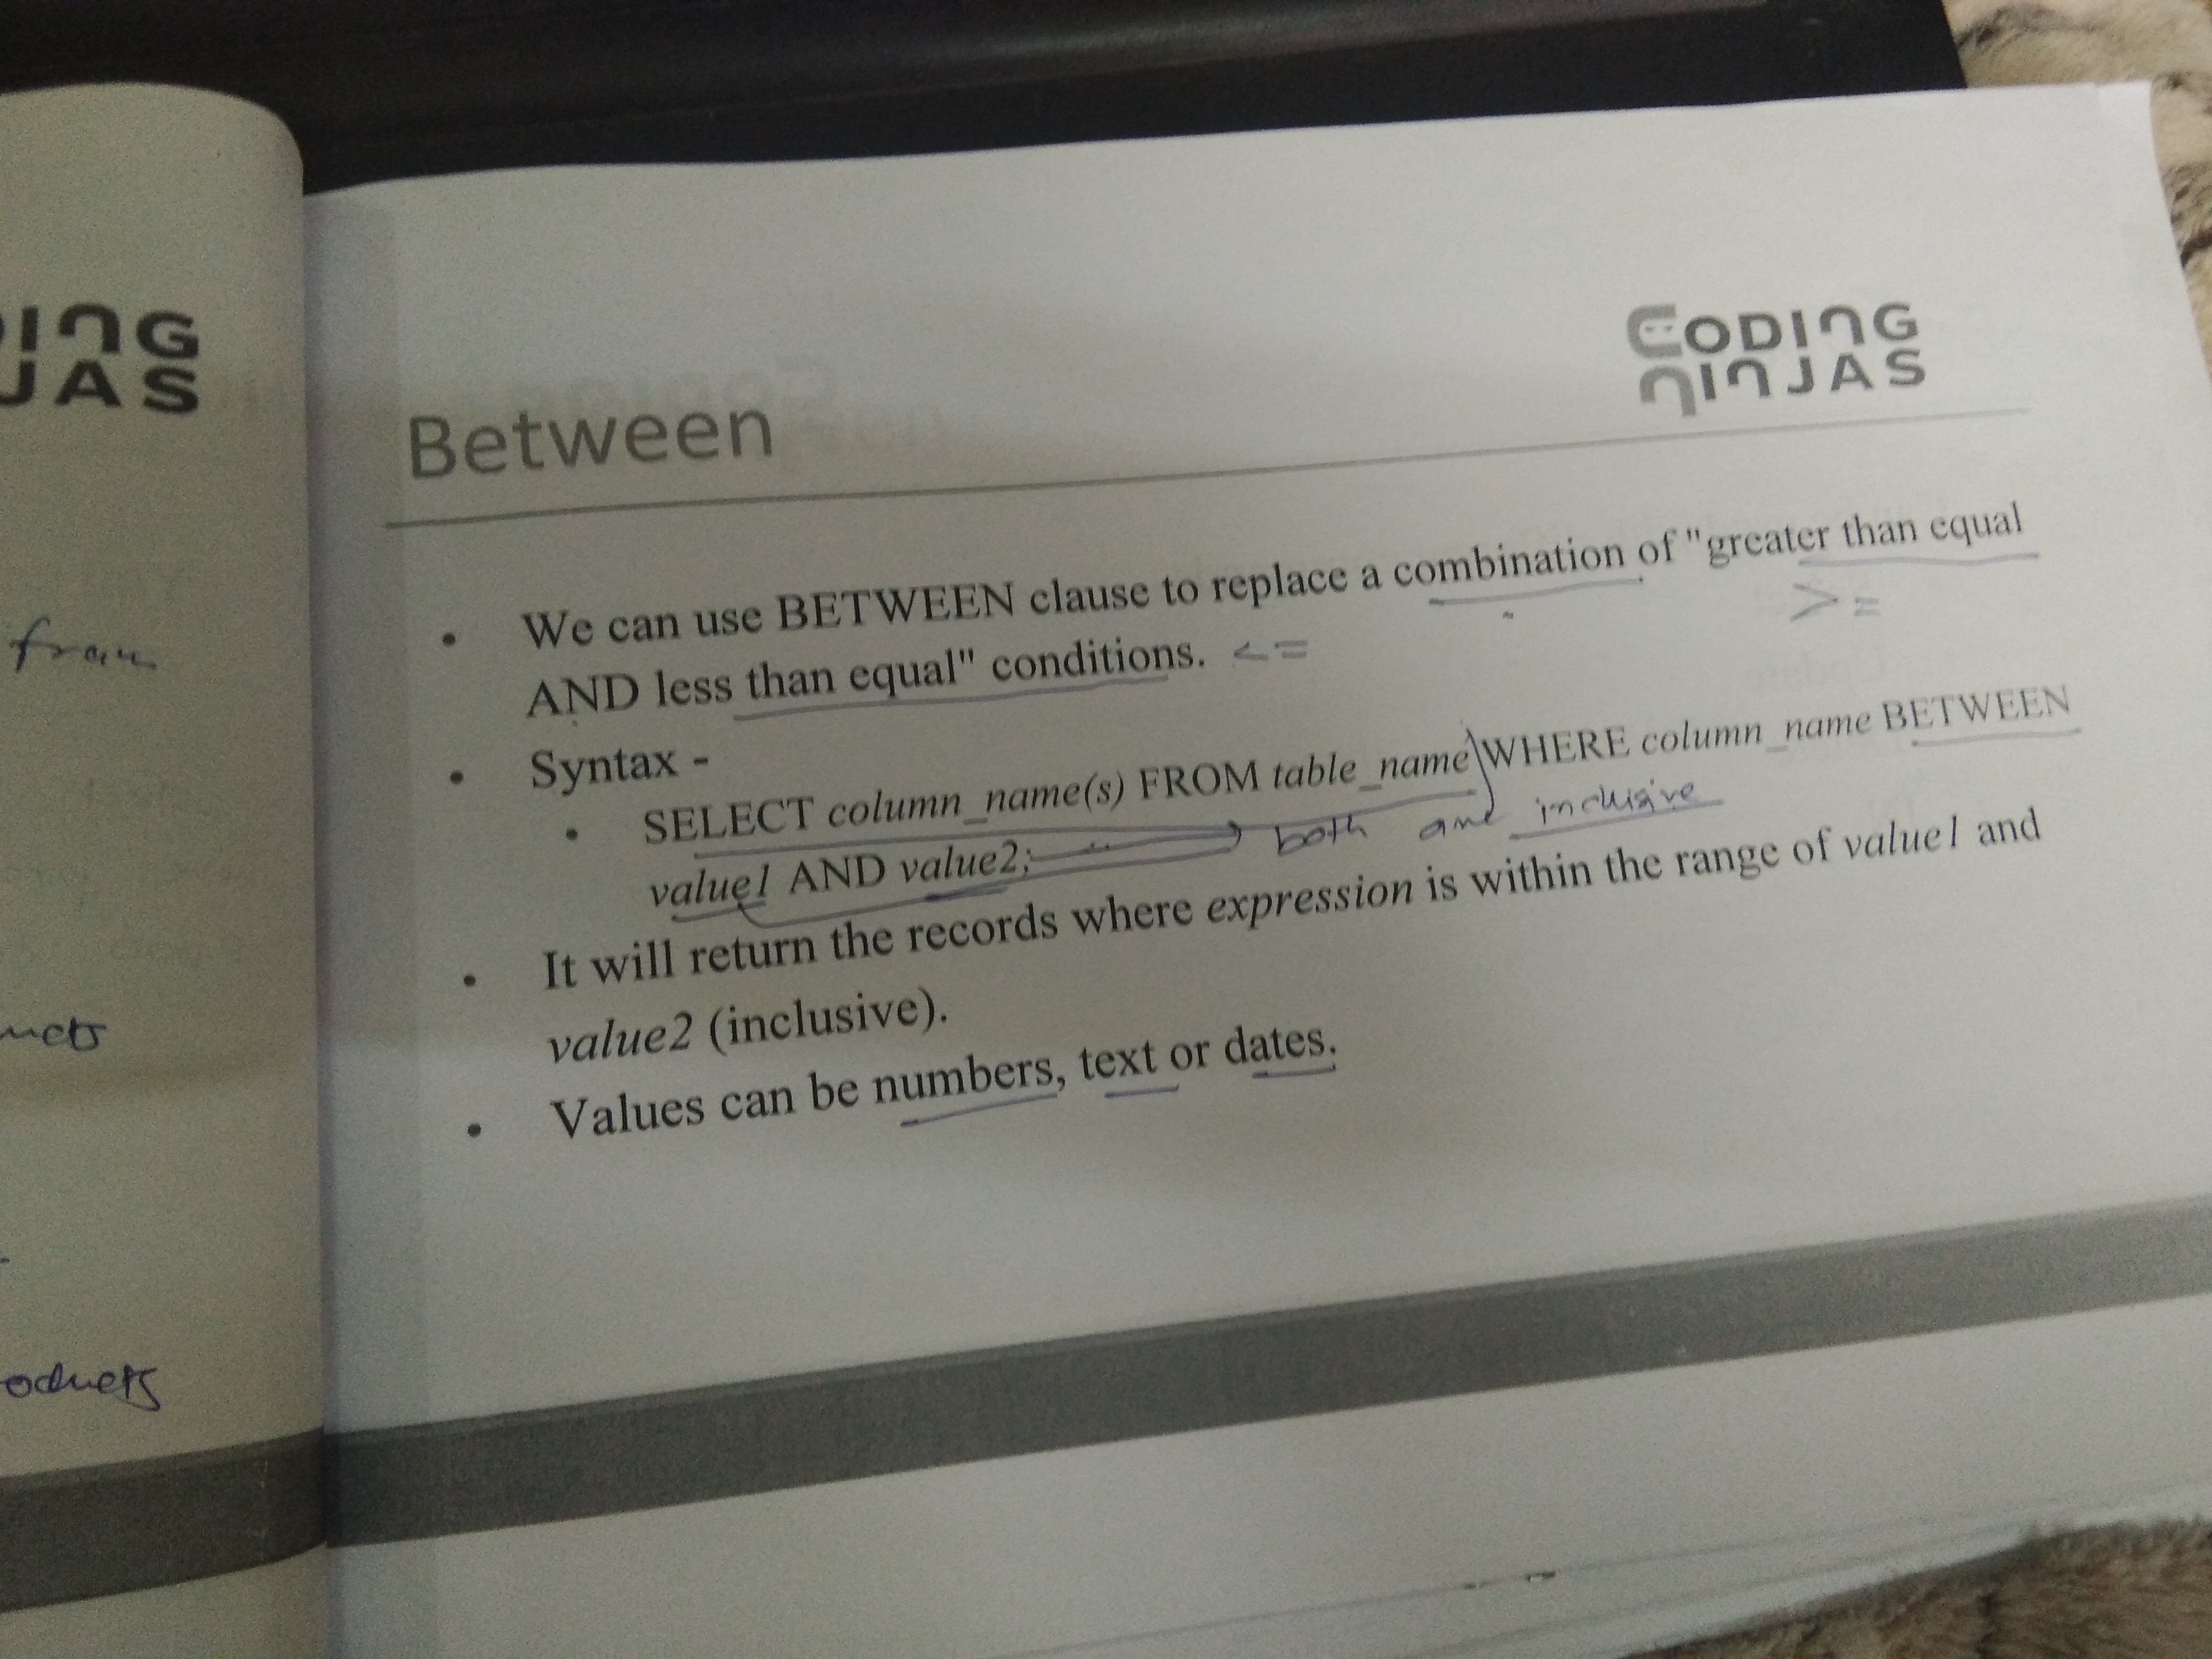 ING
JAS
from
ucts
oducts
CODING
NINJAS
Between
• We can use BETWEEN clause to replace a combination of "greater than equal
>=
AND less than equal" conditions. <=
• Syntax -
• SELECT column_name(s) FROM table_name WHERE column_name BETWEEN
value1 AND value2; both are inclusive
• It will return the records where expression is within the range of value1 and
value2 (inclusive).
• Values can be numbers, text or dates.